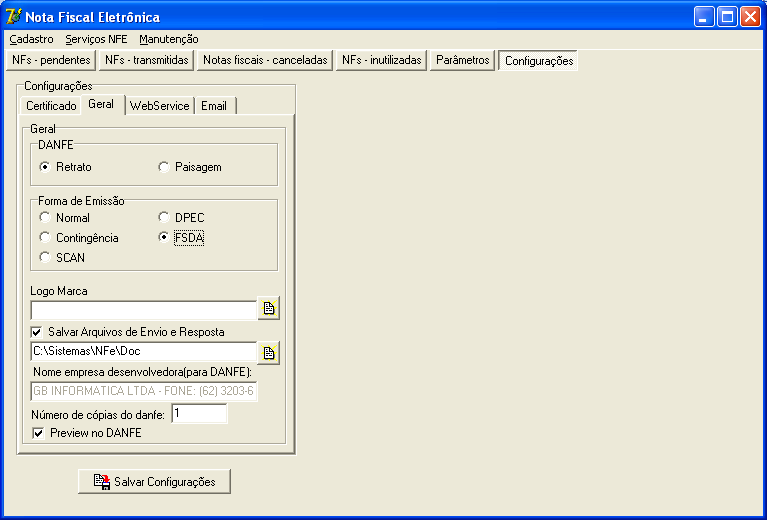 Nota Fiscal Eletrônica
Cadastro Serviços NFE Manutenção
NFs - pendentes NFs - transmitidas Notas fiscais - canceladas NFs - inutilizadas Parâmetros Configurações
Configurações
Certificado Geral WebService Email
Geral
DANFE
Retrato Paisagem
Forma de Emissão
Normal DPEC
Contingência FSDA
SCAN
Logo Marca
Salvar Arquivos de Envio e Resposta
C:\Sistemas\NFe\Doc
Nome empresa desenvolvedora(para DANFE):
GB INFORMATICA LTDA - FONE: (62) 3203-6
Número de cópias do danfe: 1
Preview no DANFE
Salvar Configurações